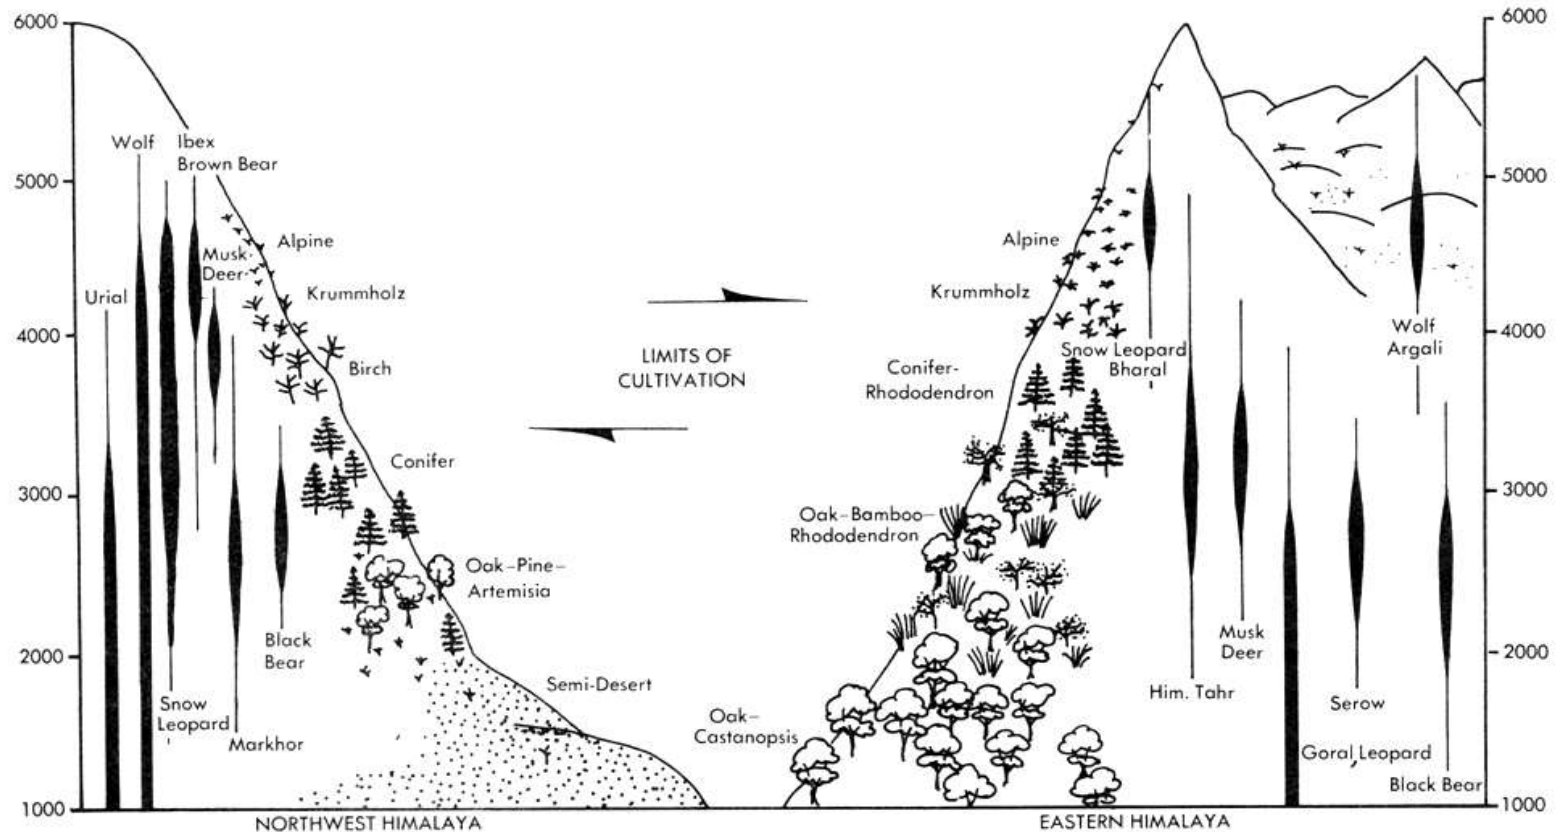 6000
5000
4000
3000
2000
1000
Wolf
Ibex
Brown Bear
Musk
Deer
Urial
Alpine
Krummholz
Birch
Conifer
Oak-Pine-
Artemisia
Black
Bear
Snow
Leopard
Markhor
Semi-Desert
NORTHWEST HIMALAYA
LIMITS OF
CULTIVATION
Alpine
Krummholz
Conifer-
Rhododendron
Oak-Bamboo-
Rhododendron
Oak-
Castanopsis
Snow Leopard
Bharal
Him. Tahr
Musk
Deer
Wolf
Argali
Serow
Goral, Leopard
Black Bear
EASTERN HIMALAYA
6000
5000
4000
3000
2000
1000